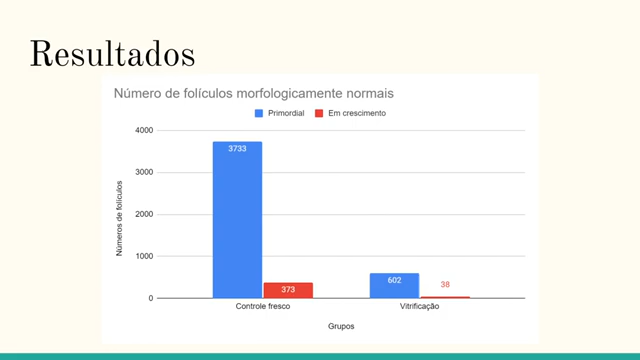 Resultados
Número de folículos morfologicamente normais
Primordial Em crescimento
4000
3000
2000
1000
0
Números de folículos
3733
373
602
38
Controle fresco Vitrificação
Grupos